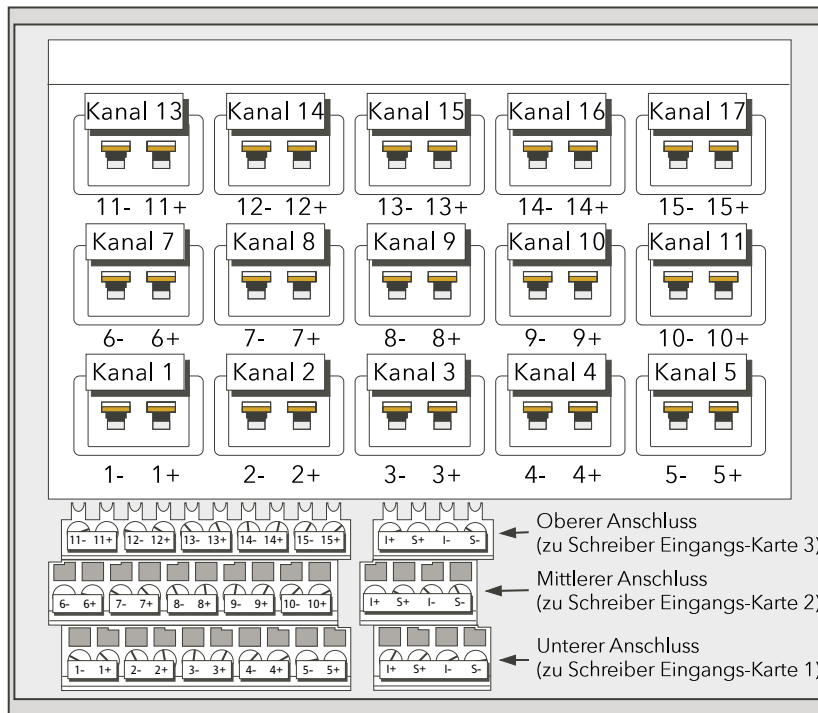 Kanal 13 Kanal 14 Kanal 15 Kanal 16 Kanal 17
11- 11+ 12- 12+ 13- 13+ 14- 14+ 15- 15+
Kanal 7 Kanal 8 Kanal 9 Kanal 10 Kanal 11
6- 6+ 7- 7+ 8- 8+ 9- 9+ 10- 10+
Kanal 1 Kanal 2 Kanal 3 Kanal 4 Kanal 5
1- 1+ 2- 2+ 3- 3+ 4- 4+ 5- 5+
11- 11+ 12- 12+ 13- 13+ 14- 14+ 15- 15+ I+ S+ I- S-
Oberer Anschluss
(zu Schreiber Eingangs-Karte 3)
6- 6+ 7- 7+ 8- 8+ 9- 9+ 10- 10+ I+ S+ I- S-
Mittlerer Anschluss
(zu Schreiber Eingangs-Karte 2)
1- 1+ 2- 2+ 3- 3+ 4- 4+ 5- 5+ I+ S+ I- S-
Unterer Anschluss
(zu Schreiber Eingangs-Karte 1)